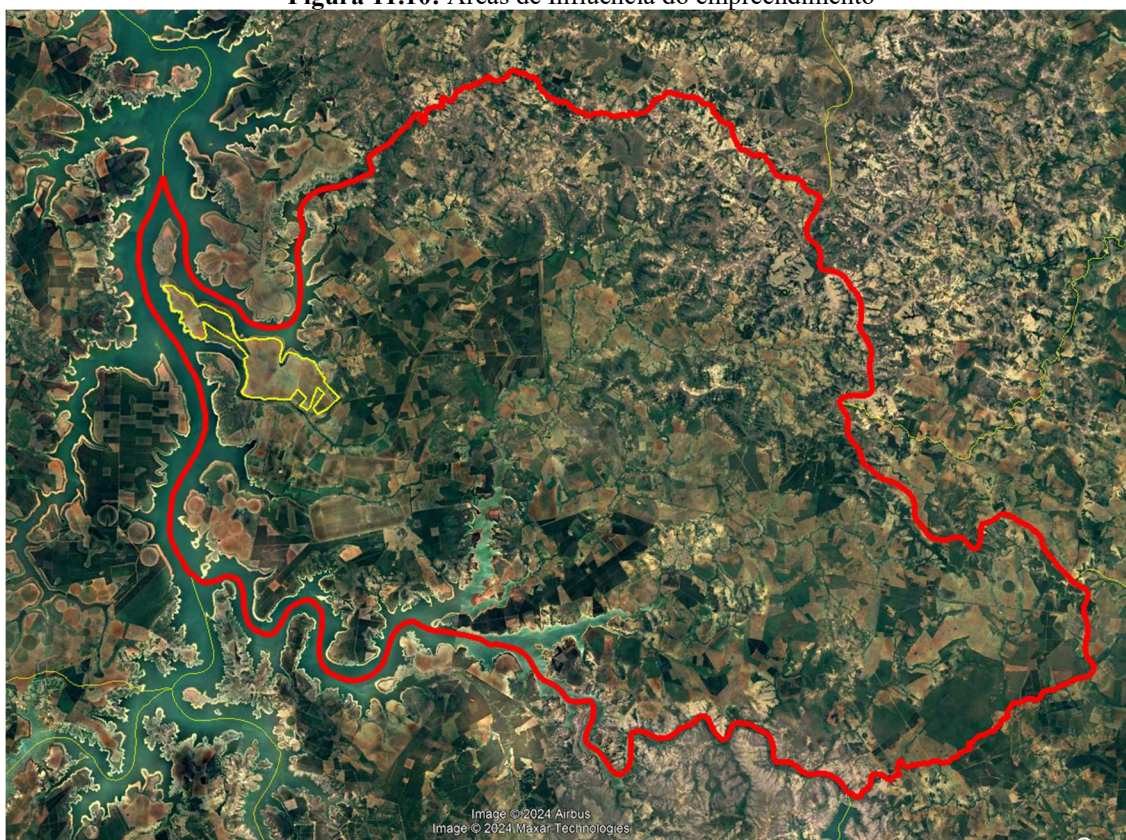 Figura 11.10: Áreas de Influência do empreendimento
Image © 2024 Airbus
Image © 2024 Maxar Technologies